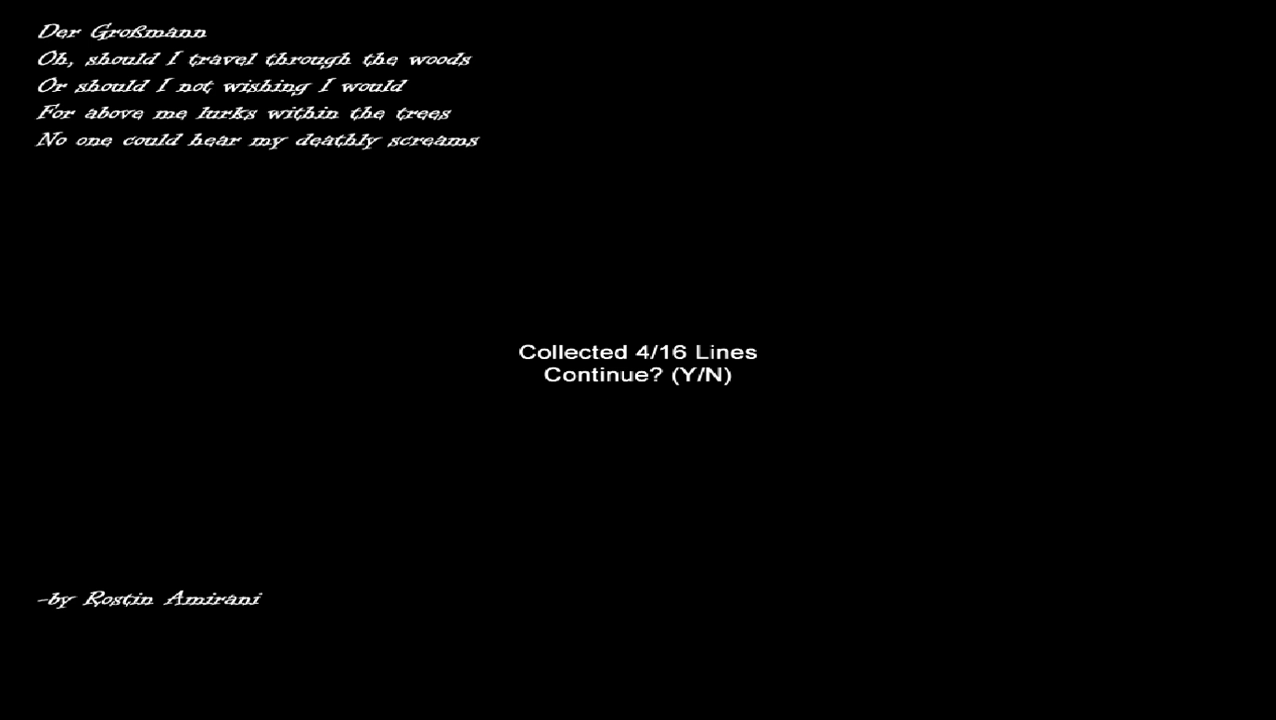 Der Großmann
Oh, should I travel through the woods
Or should I not wishing I would
For above me lurks within the trees
No one could hear my deathly screams
Collected 4/16 Lines
Continue? (Y/N)
-by Rostin Amirani